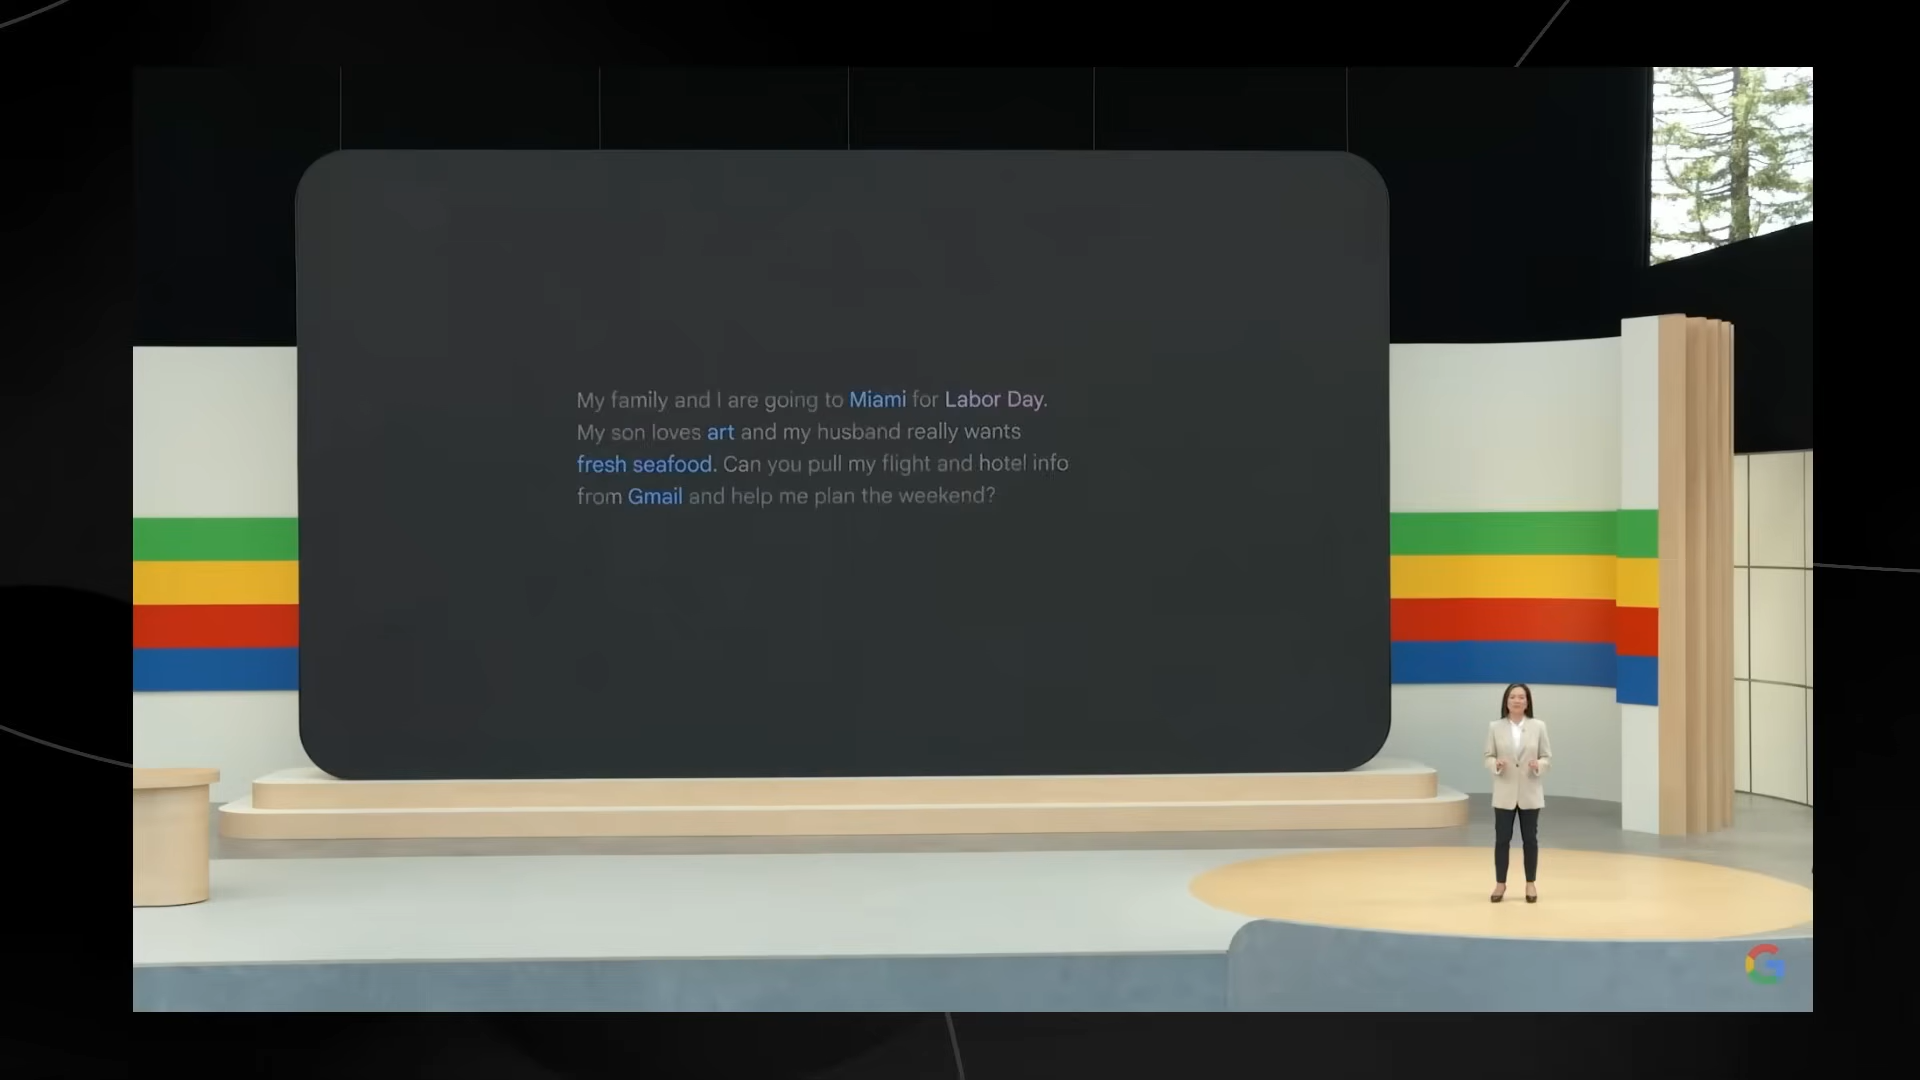 My family and I are going to Miami for Labor Day.
My son loves art and my husband really wants
fresh seafood. Can you pull my flight and hotel info
from Gmail and help me plan the weekend?